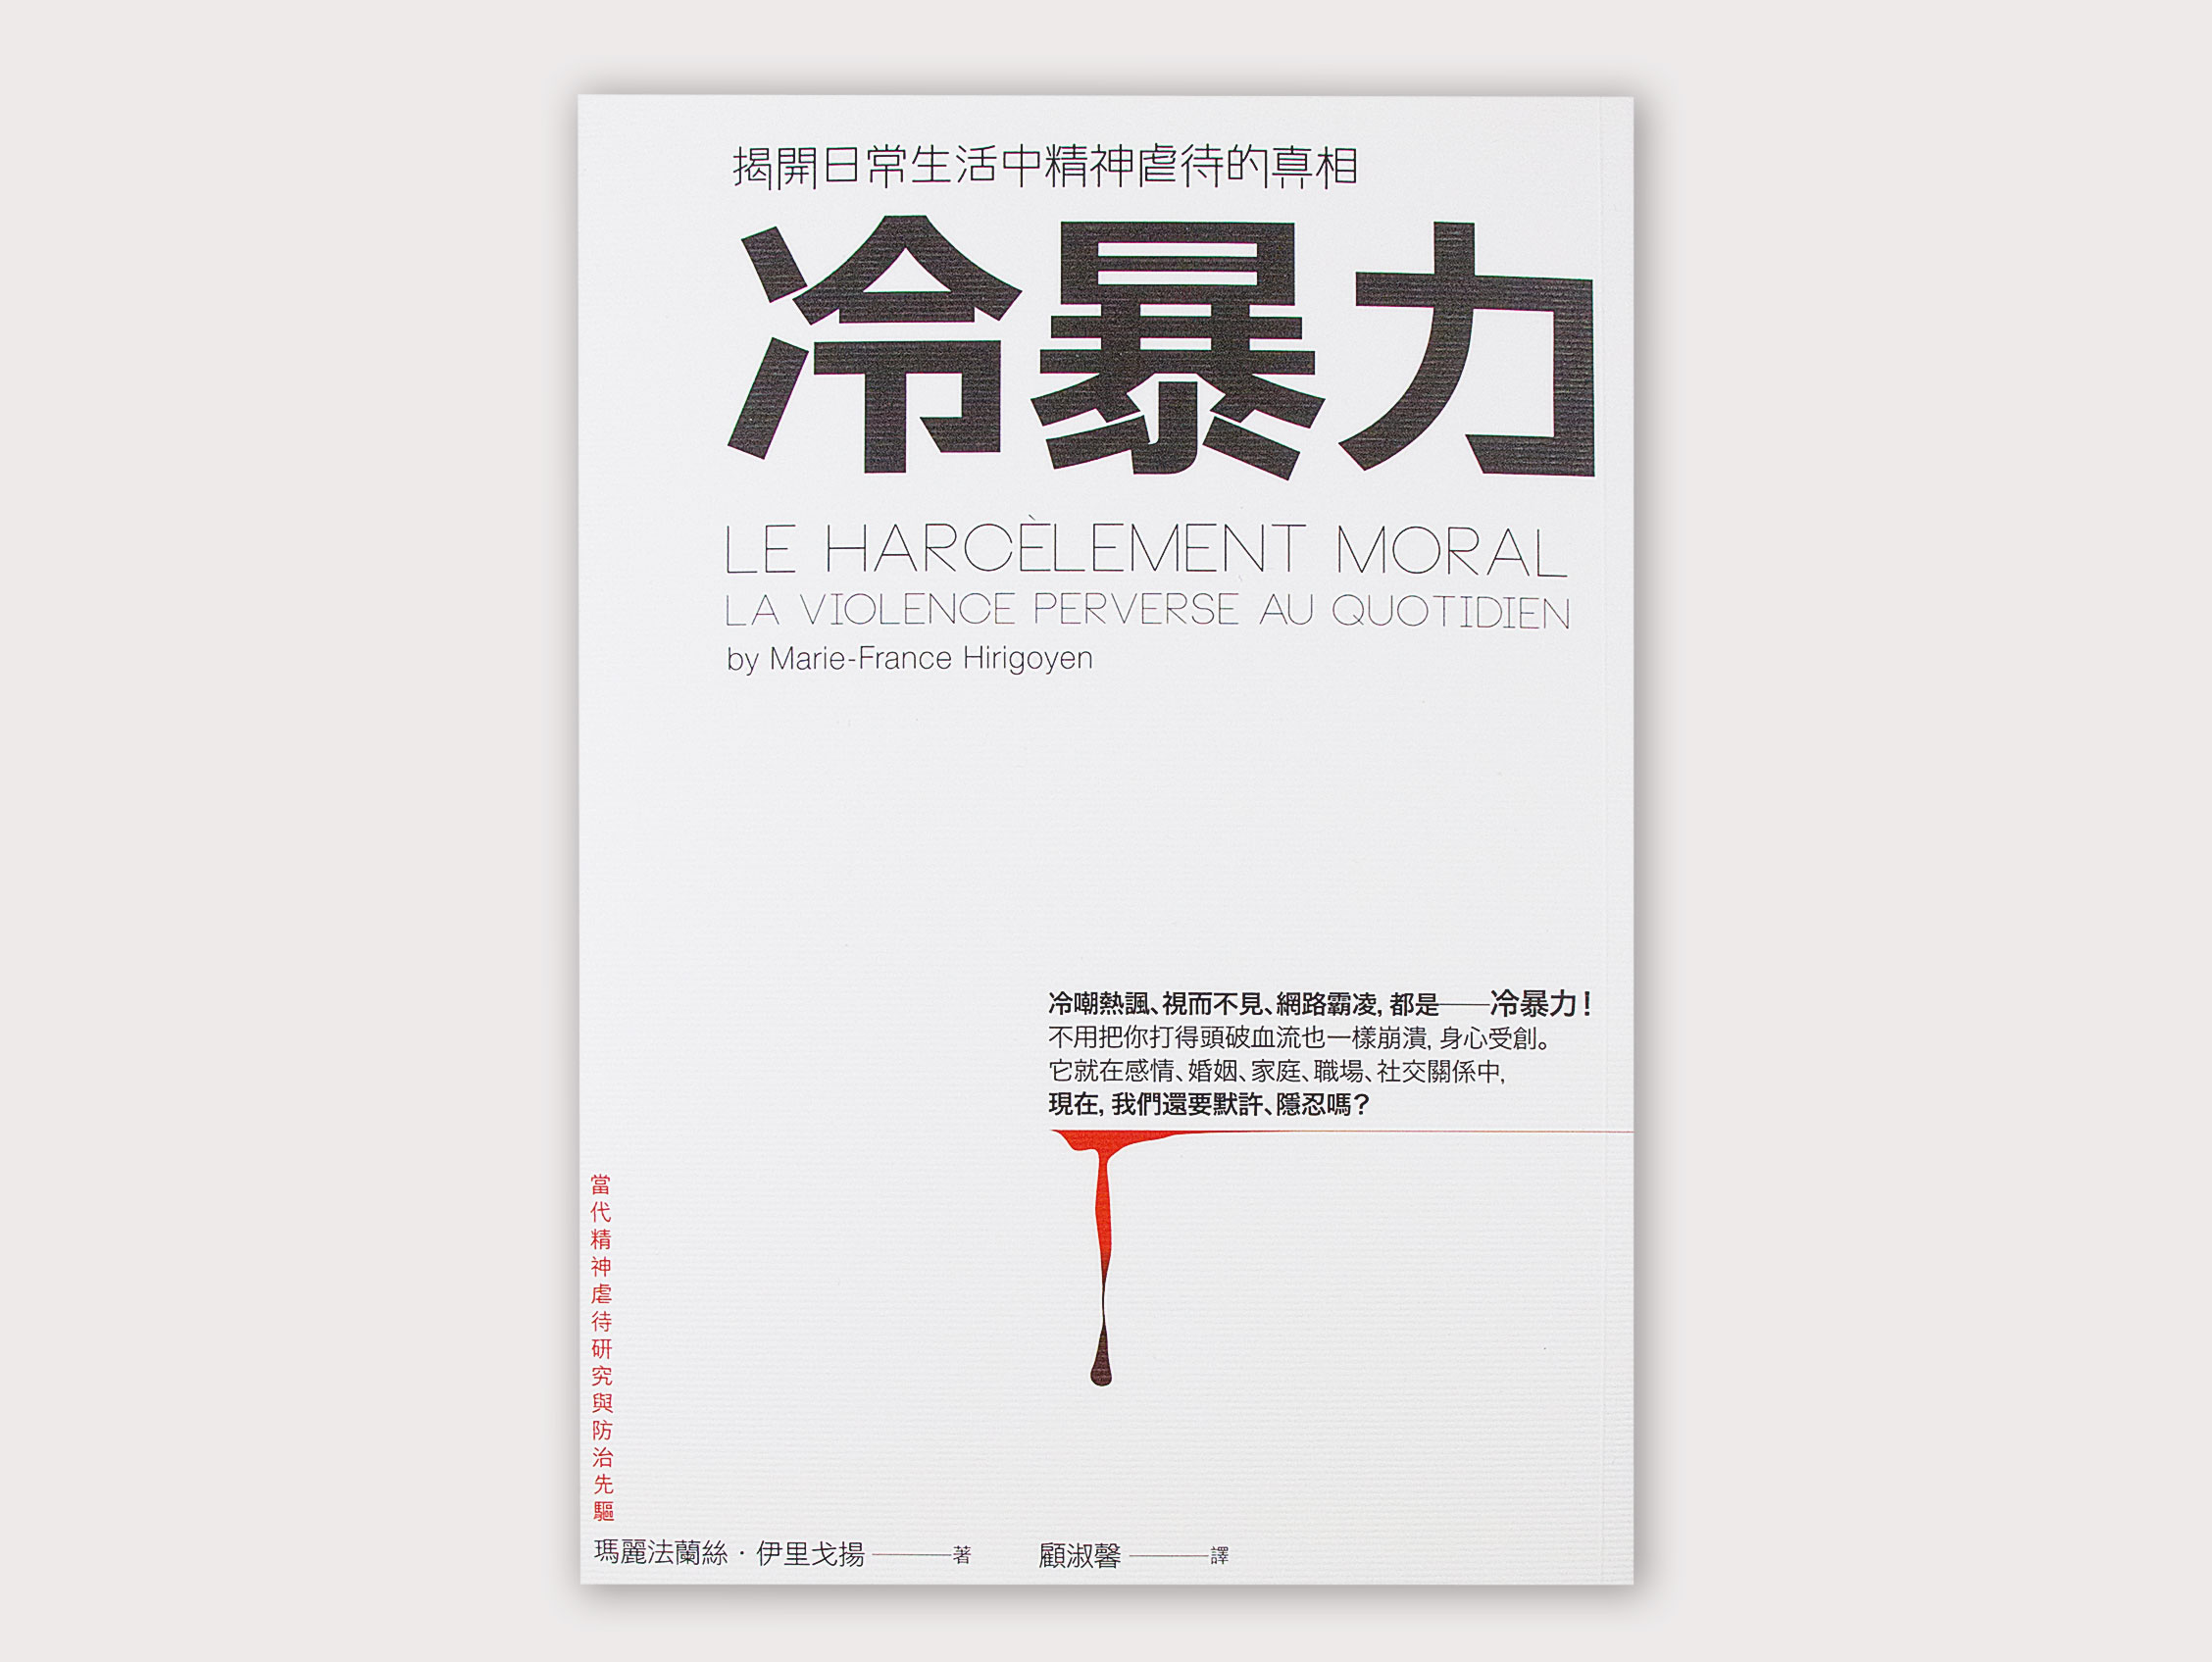 揭開日常生活中精神虐待的真相
冷暴力
LE HARCÈLEMENT MORAL
LA VIOLENCE PERVERSE AU QUOTIDIEN
by Marie-France Hirigoyen
冷嘲熱諷、視而不見、網路霸凌, 都是——冷暴力！
不用把你打得頭破血流也一樣崩潰, 身心受創。
它就在感情、婚姻、家庭、職場、社交關係中,
現在, 我們還要默許、隱忍嗎？
當代精神虐待研究與防治先驅
瑪麗法蘭絲・伊里戈揚——著 顧淑馨——譯